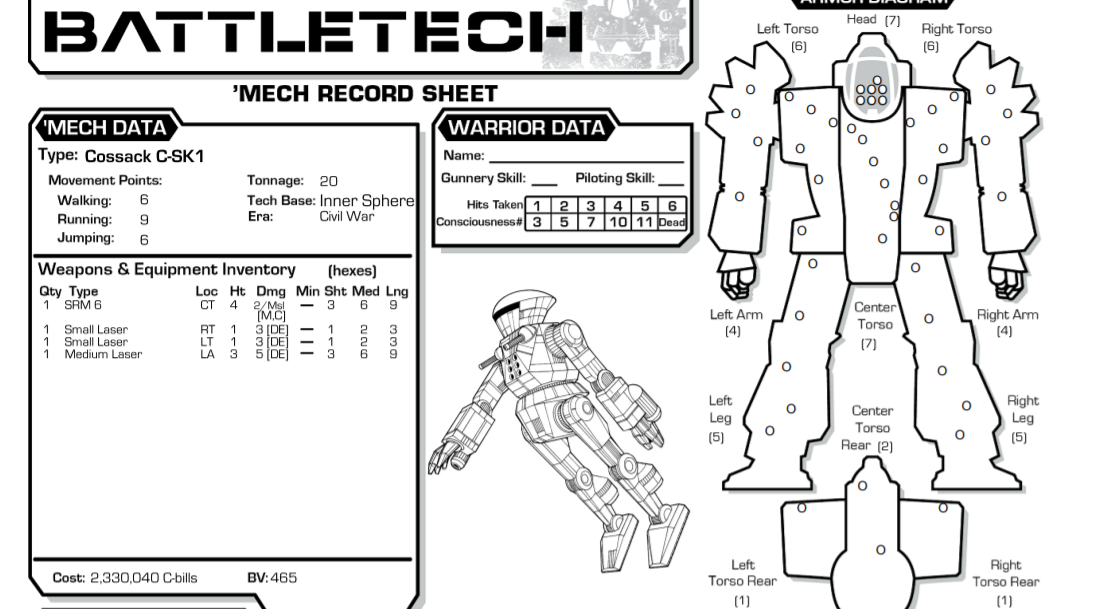 BATTLETECH
'MECH RECORD SHEET
'MECH DATA
Type: Cossack C-SK1
Movement Points:
Walking: 6
Running: 9
Jumping: 6
Tonnage: 20
Tech Base: Inner Sphere
Era: Civil War
Weapons & Equipment Inventory (hexes)
Qty Type Loc Ht Dmg Min Sht Med Lng
1 SRM 6 CT 4 2/Msl — 3 6 9
[M,C]
1 Small Laser RT 1 3 [DE] — 1 2 3
1 Small Laser LT 1 3 [DE] — 1 2 3
1 Medium Laser LA 3 5 [DE] — 3 6 9
Cost: 2,330,040 C-bills BV: 465
WARRIOR DATA
Name:
Gunnery Skill: Piloting Skill:
Hits Taken 1 2 3 4 5 6
Consciousness# 3 5 7 10 11 Dead
ARMOR DIAGRAM
Head (7)
Left Torso
(6)
Right Torso
(6)
Left Arm
(4)
Center
Torso
(7)
Right Arm
(4)
Left
Leg
(5)
Center
Torso
Rear (2)
Right
Leg
(5)
Left
Torso Rear
(1)
Right
Torso Rear
(1)